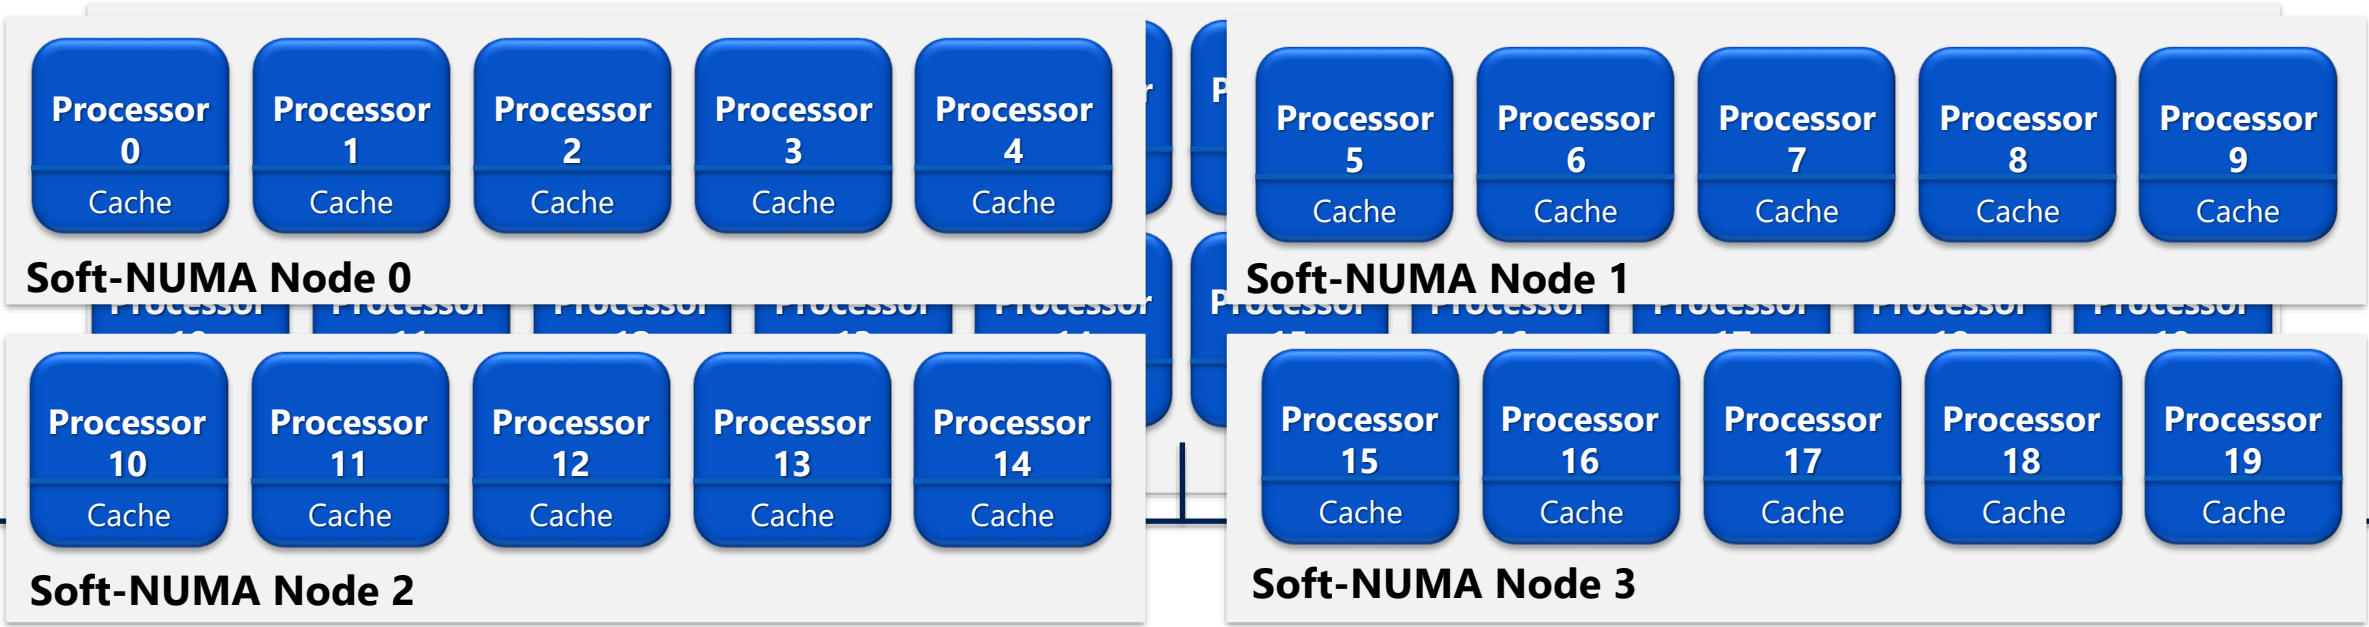 Processor
0
Cache
Processor
1
Cache
Processor
2
Cache
Processor
3
Cache
Processor
4
Cache
Soft-NUMA Node 0
Processor
5
Cache
Processor
6
Cache
Processor
7
Cache
Processor
8
Cache
Processor
9
Cache
Soft-NUMA Node 1
Processor
10
Cache
Processor
11
Cache
Processor
12
Cache
Processor
13
Cache
Processor
14
Cache
Soft-NUMA Node 2
Processor
15
Cache
Processor
16
Cache
Processor
17
Cache
Processor
18
Cache
Processor
19
Cache
Soft-NUMA Node 3